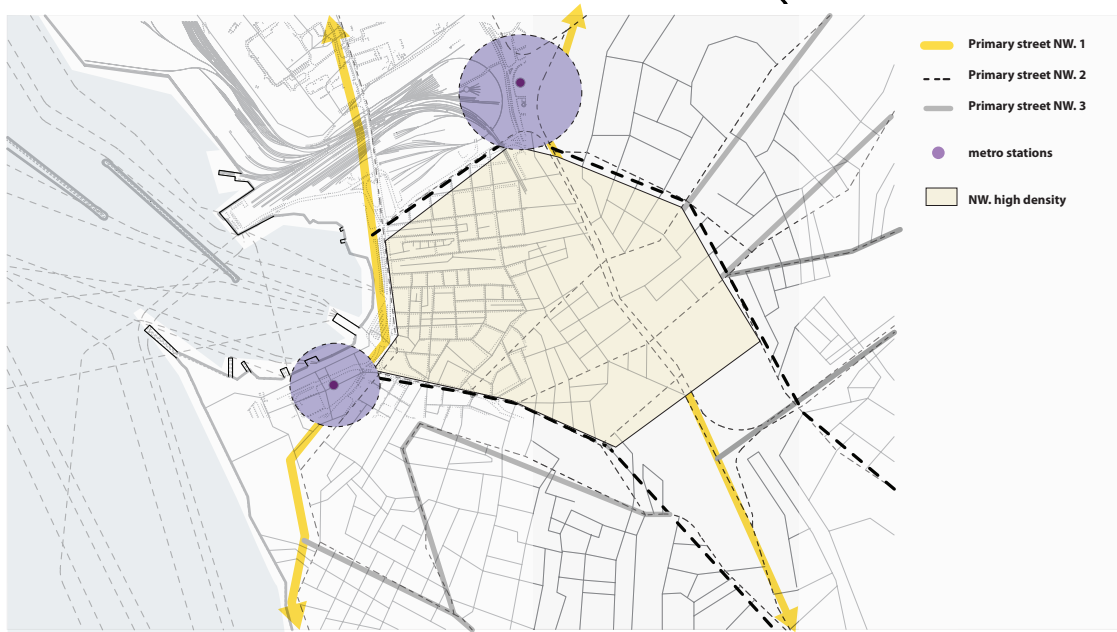 Primary street NW. 1
Primary street NW. 2
Primary street NW. 3
metro stations
NW. high density